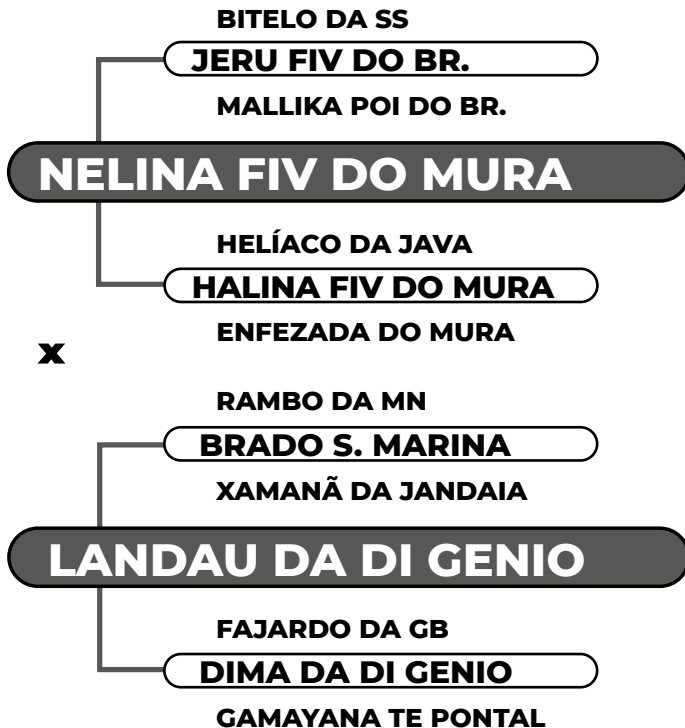 BITELO DA SS
JERU FIV DO BR.
MALLIKA POI DO BR.
NELINA FIV DO MURA
HELÍACO DA JAVA
HALINA FIV DO MURA
ENFEZADA DO MURA
X
RAMBO DA MN
BRADO S. MARINA
XAMANÃ DA JANDAIA
LANDAU DA DI GENIO
FAJARDO DA GB
DIMA DA DI GENIO
GAMAYANA TE PONTAL